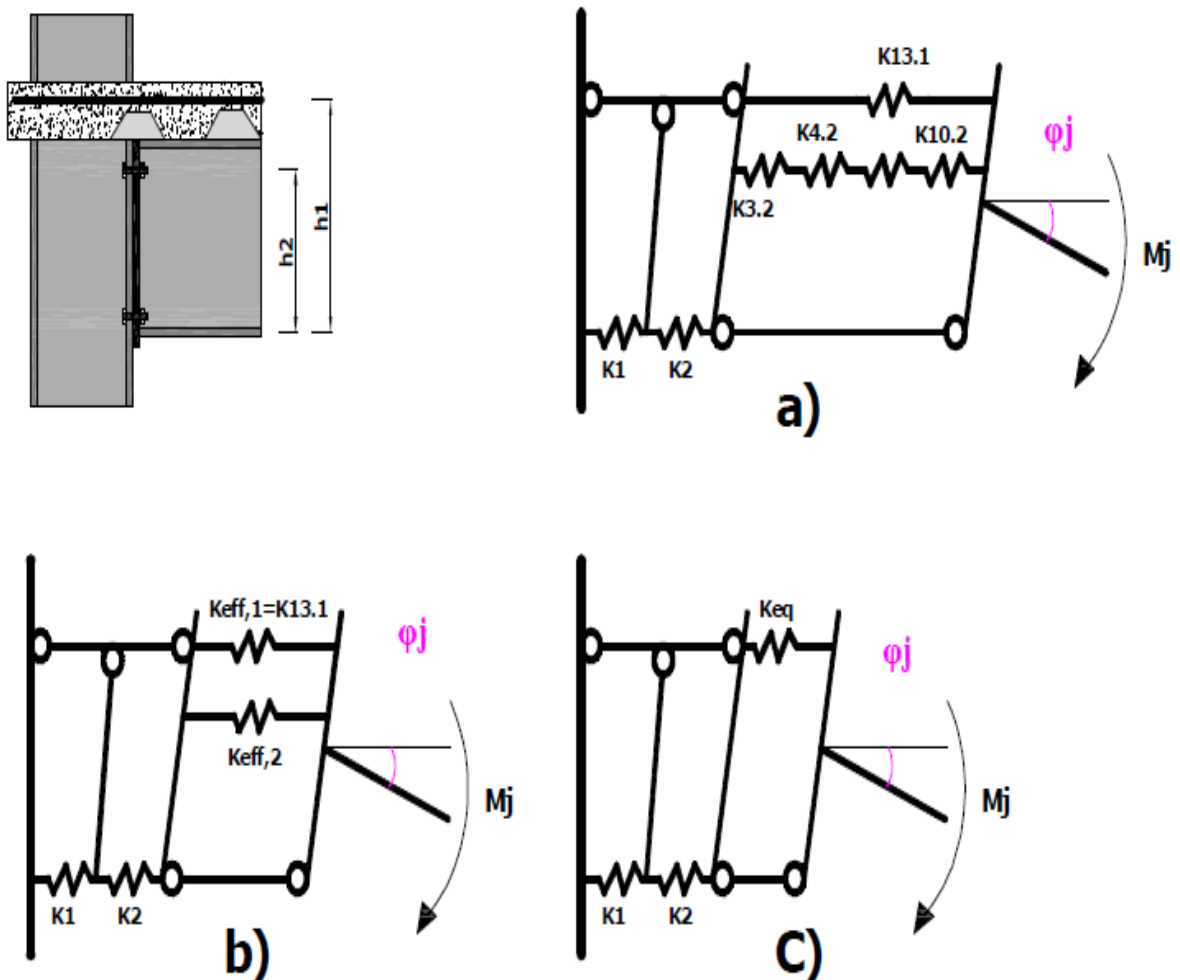 h1
h2
K13.1
K4.2
K10.2
K3.2
φj
Mj
K1
K2
a)
Keff,1=K13.1
Keff,2
φj
Mj
K1
K2
b)
Keq
φj
Mj
K1
K2
C)